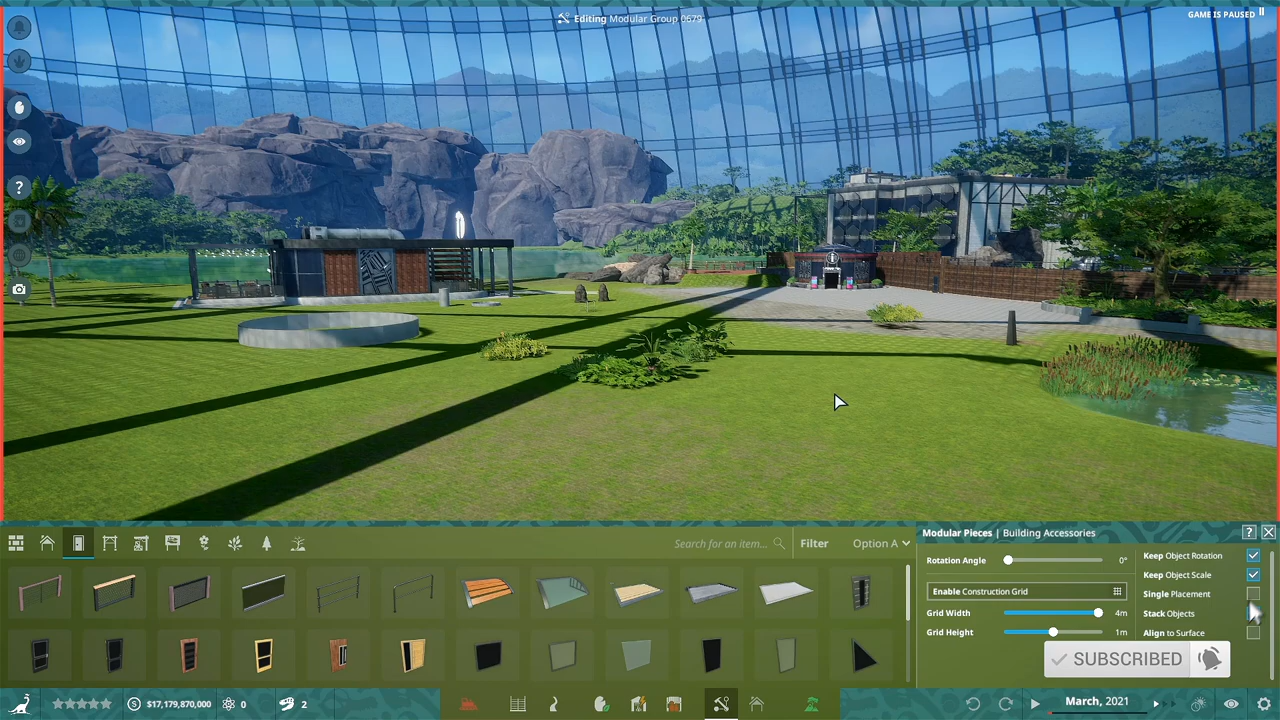 Editing Modular Group 0679
GAME IS PAUSED
?
Search for an item...
Filter
Option A
Modular Pieces | Building Accessories
?
Rotation Angle
0°
Keep Object Rotation
Keep Object Scale
Enable Construction Grid
Single Placement
Grid Width
4m
Stack Objects
Grid Height
1m
Align to Surface
SUBSCRIBED
$17,179,870,000
0
2
March, 2021